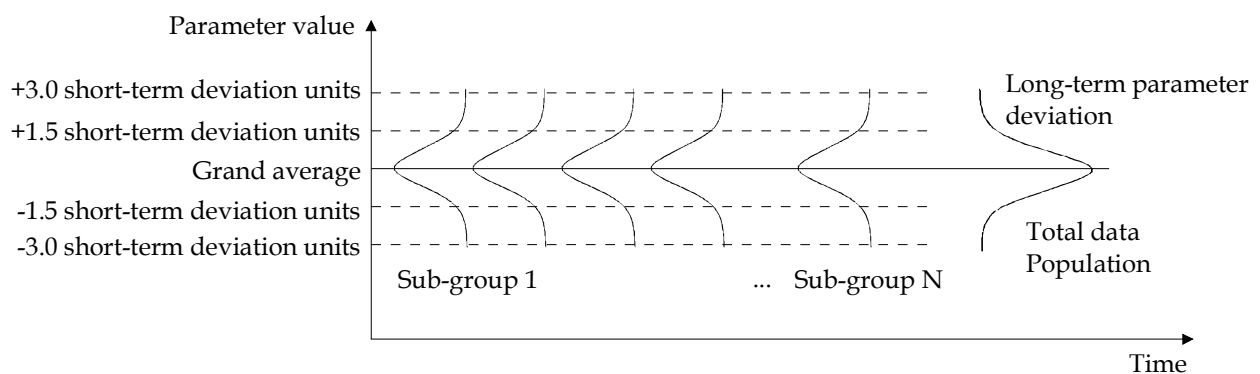 Parameter value
+3.0 short-term deviation units
+1.5 short-term deviation units
Grand average
-1.5 short-term deviation units
-3.0 short-term deviation units
Long-term parameter
deviation
Total data
Population
Sub-group 1
... Sub-group N
Time